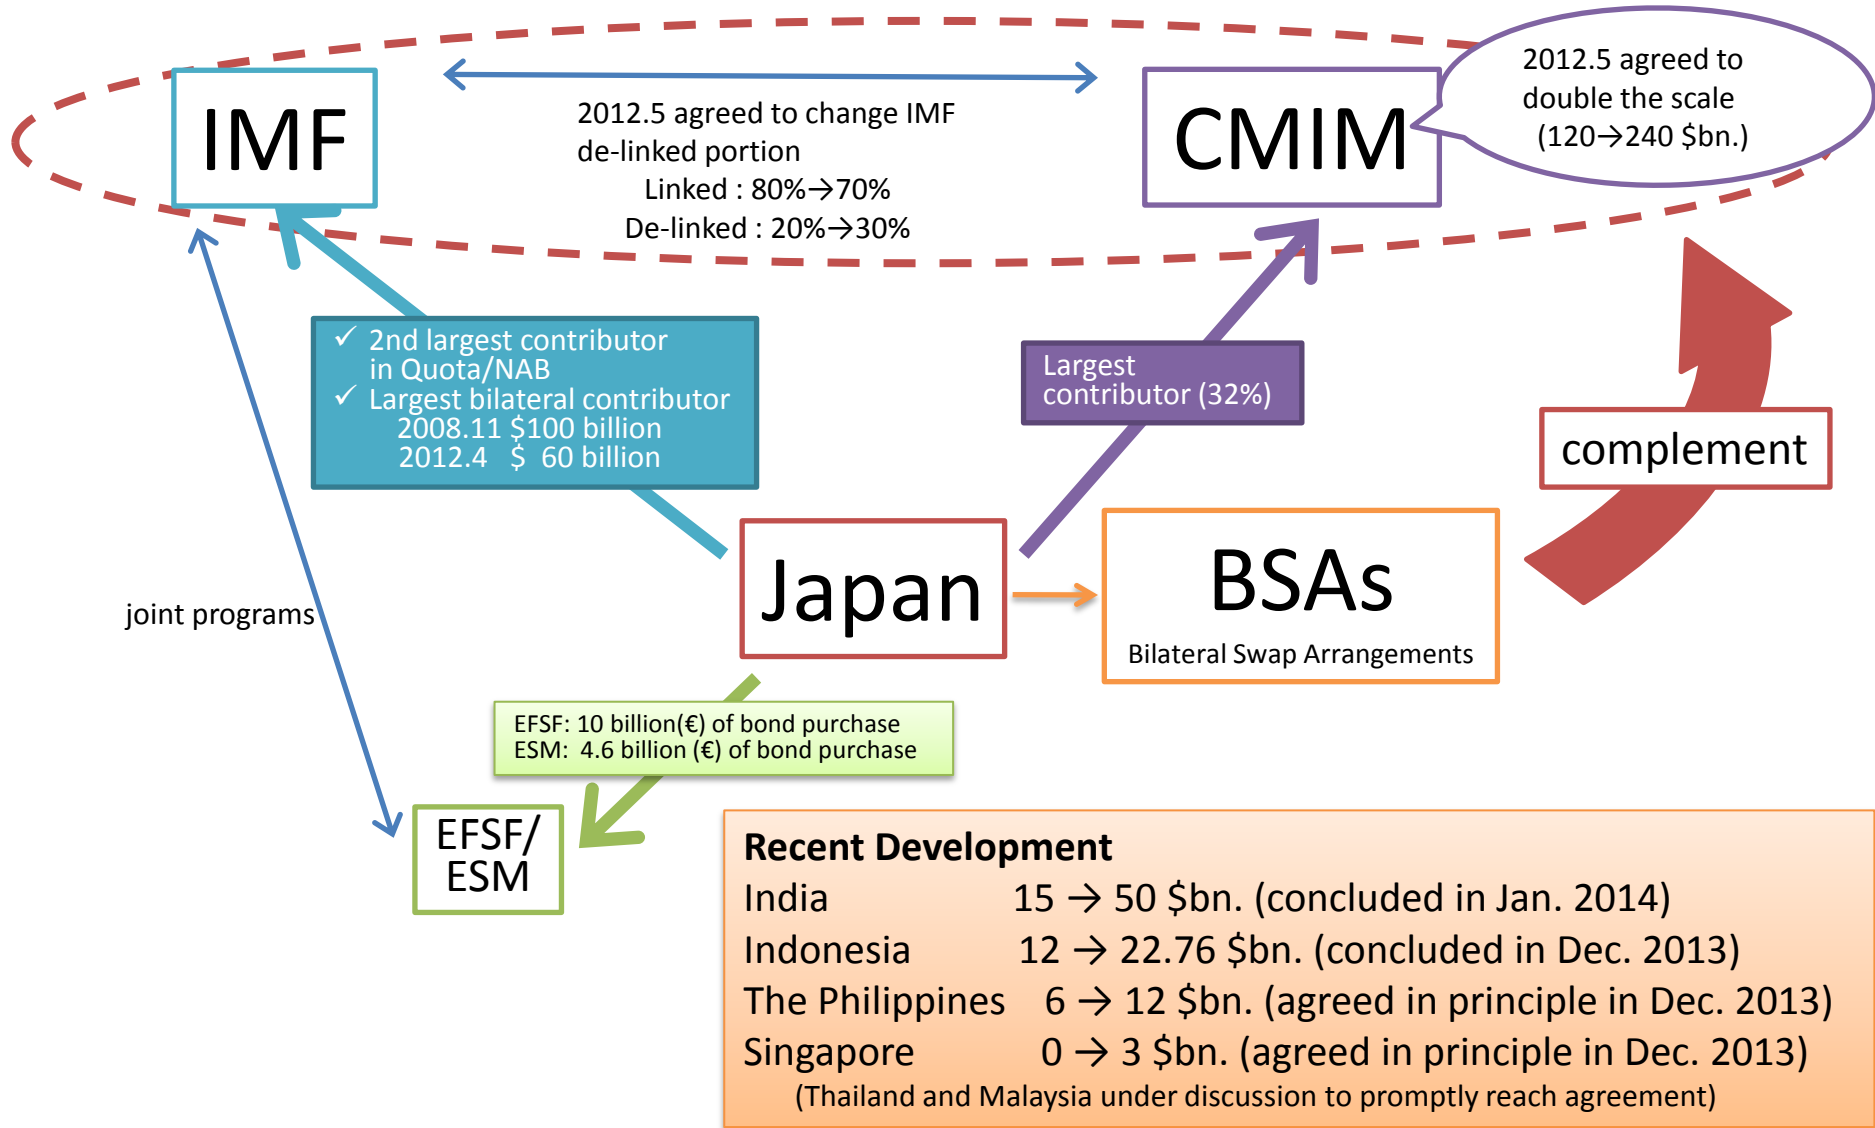 IMF
2012.5 agreed to change IMF
de-linked portion
Linked : 80%→70%
De-linked : 20%→30%
CMIM
2012.5 agreed to
double the scale
(120→240 $bn.)
✓ 2nd largest contributor
in Quota/NAB
✓ Largest bilateral contributor
2008.11 $100 billion
2012.4 $ 60 billion
Largest
contributor (32%)
complement
Japan
BSAs
Bilateral Swap Arrangements
joint programs
EFSF: 10 billion(€) of bond purchase
ESM: 4.6 billion (€) of bond purchase
EFSF/
ESM
Recent Development
India 15 → 50 $bn. (concluded in Jan. 2014)
Indonesia 12 → 22.76 $bn. (concluded in Dec. 2013)
The Philippines 6 → 12 $bn. (agreed in principle in Dec. 2013)
Singapore 0 → 3 $bn. (agreed in principle in Dec. 2013)
(Thailand and Malaysia under discussion to promptly reach agreement)